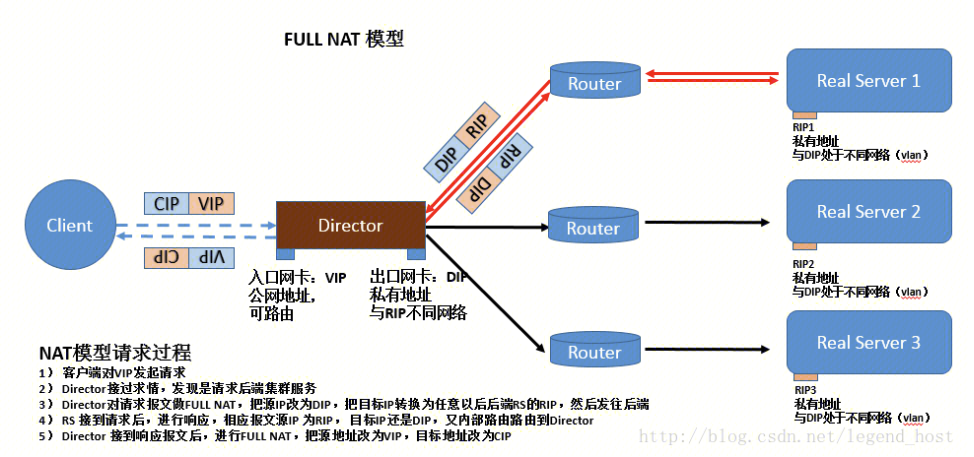 FULL NAT 模型
Router
Real Server 1
RIP1
私有地址
与DIP处于不同网络（vlan）
DIP RIP
RIP DIP
Client
CIP VIP
VIP CIP
Director
入口网卡：VIP
公网地址，
可路由
出口网卡：DIP
私有地址
与RIP不同网络
Router
Real Server 2
RIP2
私有地址
与DIP处于不同网络（vlan）
Router
Real Server 3
RIP3
私有地址
与DIP处于不同网络（vlan）
NAT模型请求过程
1） 客户端对VIP发起请求
2） Director接过求情，发现是请求后端集群服务
3） Director对请求报文做FULL NAT，把源IP改为DIP，把目标IP转换为任意以后后端RS的RIP，然后发往后端
4） RS 接到请求后，进行响应，相应报文源IP 为RIP，目标IP还是DIP，又内部路由路由到Director
5） Director 接到响应报文后，进行FULL NAT，把源地址改为VIP，目标地址改为CIP
http://blog.csdn.net/legend_host